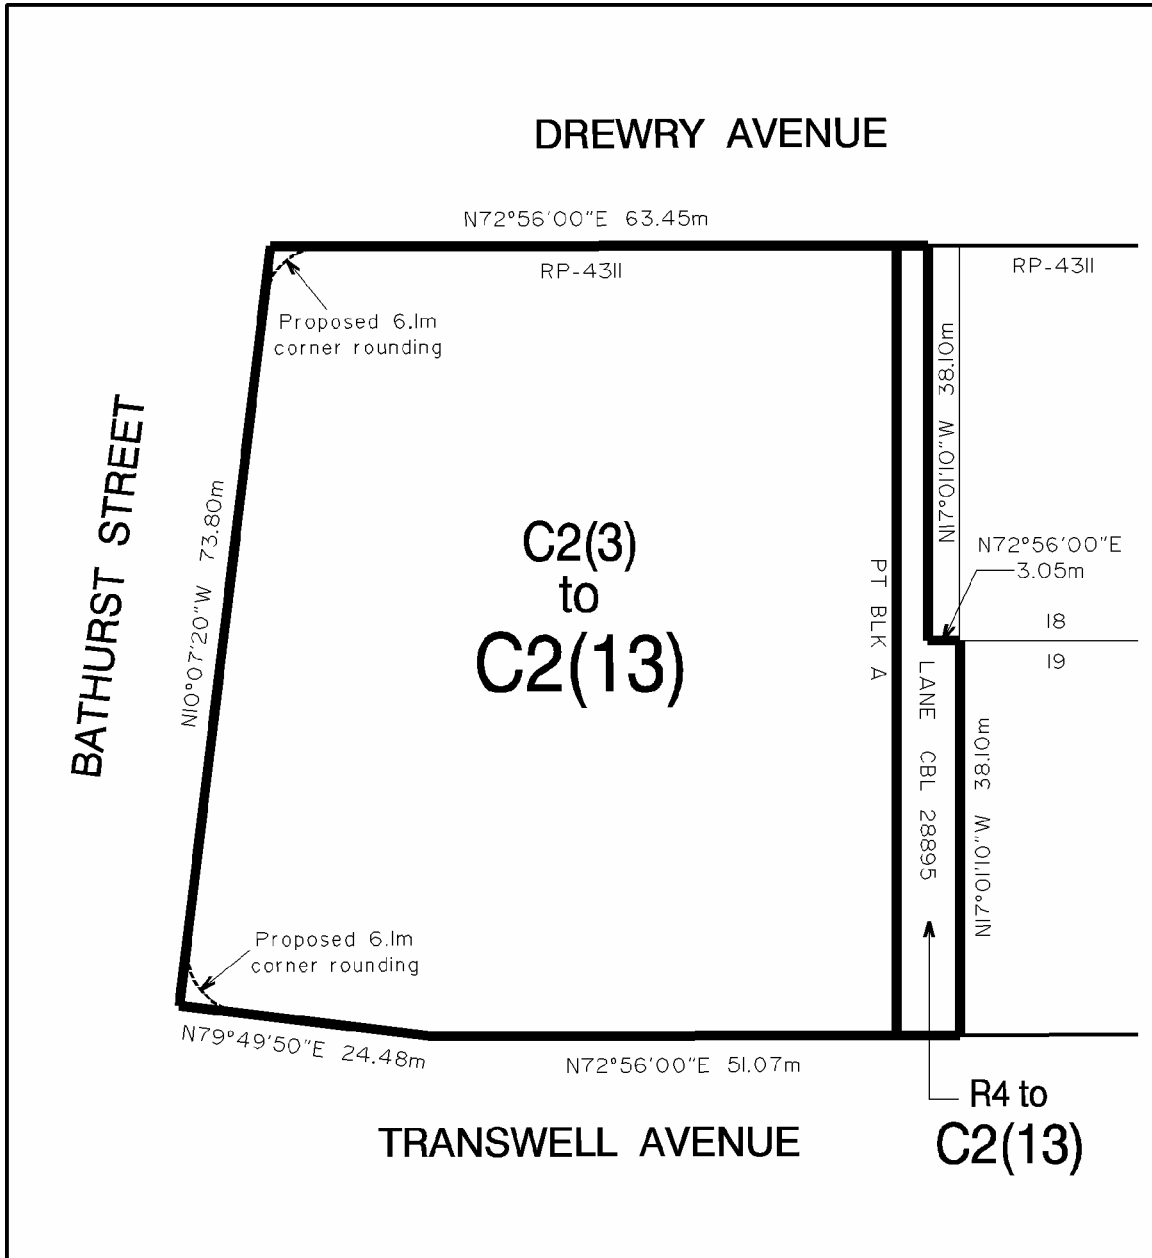 DREWRY AVENUE
N72°56'00"E 63.45m
RP-4311
RP-4311
Proposed 6.1m
corner rounding
N17°01'10"W 38.10m
BATHURST STREET
N10°07'20"W 73.80m
C2(3)
to
C2(13)
PT BLK A
N72°56'00"E
3.05m
18
19
LANE CBL 28895
N17°01'10"W 38.10m
Proposed 6.1m
corner rounding
N79°49'50"E 24.48m
N72°56'00"E 51.07m
R4 to
C2(13)
TRANSWELL AVENUE